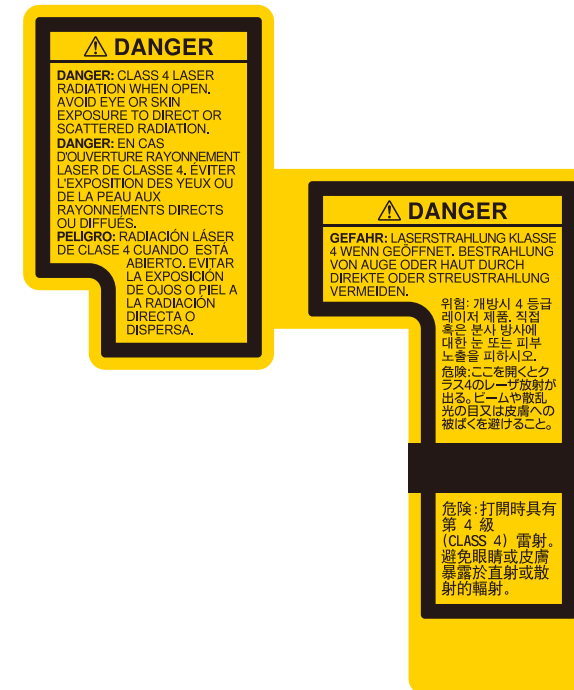 ⚠ DANGER
DANGER: CLASS 4 LASER
RADIATION WHEN OPEN.
AVOID EYE OR SKIN
EXPOSURE TO DIRECT OR
SCATTERED RADIATION.
DANGER: EN CAS
D'OUVERTURE RAYONNEMENT
LASER DE CLASSE 4. ÉVITER
L'EXPOSITION DES YEUX OU
DE LA PEAU AUX
RAYONNEMENTS DIRECTS
OU DIFFUÉS.
PELIGRO: RADIACIÓN LÁSER
DE CLASE 4 CUANDO ESTÁ
ABIERTO. EVITAR
LA EXPOSICIÓN
DE OJOS O PIEL A
LA RADIACIÓN
DIRECTA O
DISPERSA.
⚠ DANGER
GEFAHR: LASERSTRAHLUNG KLASSE
4 WENN GEÖFFNET. BESTRAHLUNG
VON AUGE ODER HAUT DURCH
DIREKTE ODER STREUSTRAHLUNG
VERMEIDEN.
위험: 개방시 4 등급
레이저 제품. 직접
혹은 분사 방사에
대한 눈 또는 피부
노출을 피하시오.
危険:ここを開くとク
ラス4のレーザ放射が
出る。ビームや散乱
光の目又は皮膚への
被ばくを避けること。
危险:打開時具有
第 4 級
(CLASS 4) 雷射。
避免眼睛或皮膚
暴露於直射或散
射的輻射。